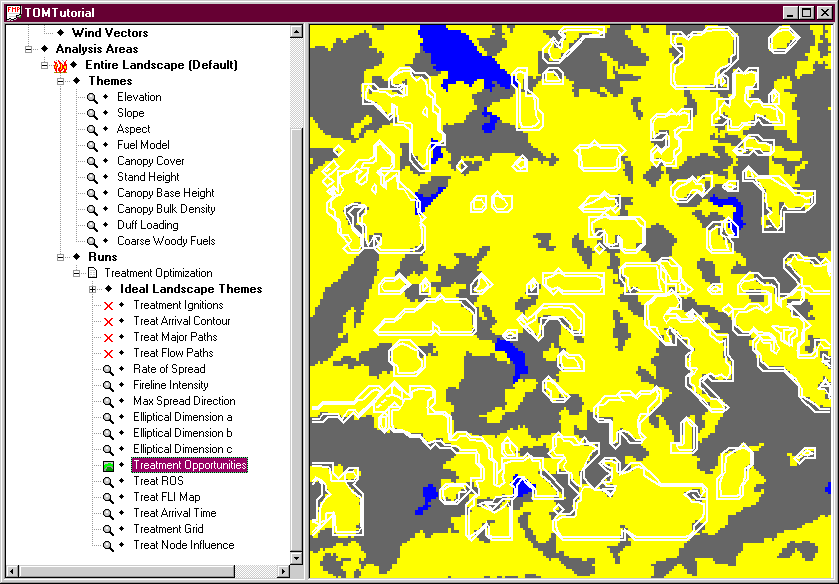 TOMTutorial
Wind Vectors
Analysis Areas
Entire Landscape (Default)
Themes
Elevation
Slope
Aspect
Fuel Model
Canopy Cover
Stand Height
Canopy Base Height
Canopy Bulk Density
Duff Loading
Coarse Woody Fuels
Runs
Treatment Optimization
Ideal Landscape Themes
Treatment Ignitions
Treat Arrival Contour
Treat Major Paths
Treat Flow Paths
Rate of Spread
Fireline Intensity
Max Spread Direction
Elliptical Dimension a
Elliptical Dimension b
Elliptical Dimension c
Treatment Opportunities
Treat ROS
Treat FLI Map
Treat Arrival Time
Treatment Grid
Treat Node Influence